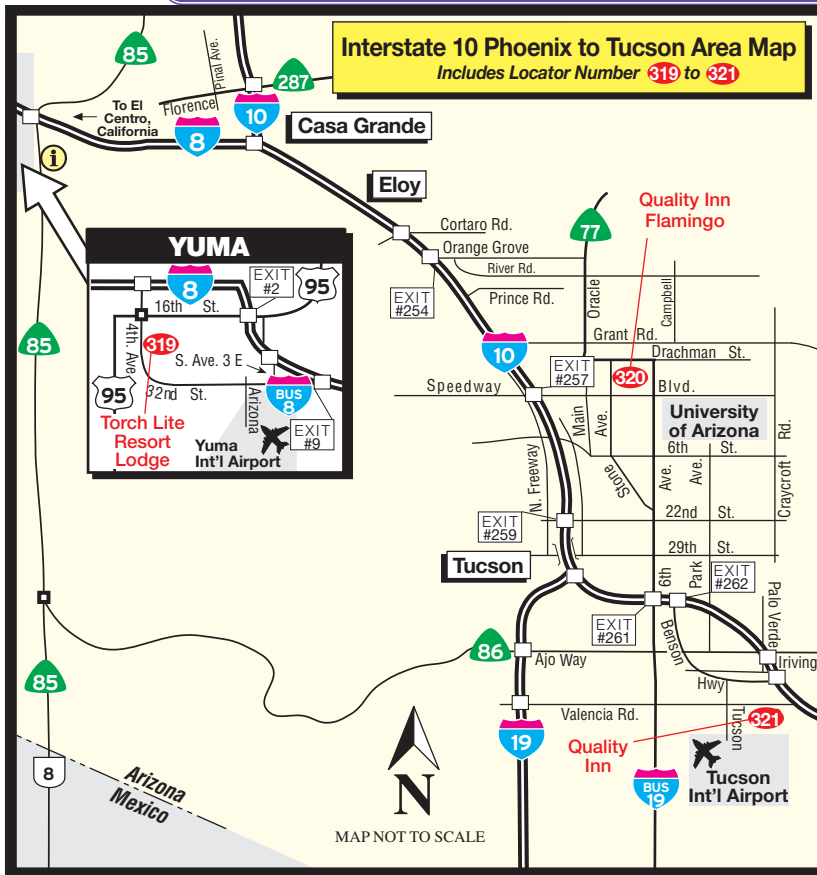 Interstate 10 Phoenix to Tucson Area Map
Includes Locator Number 319 to 321
85
Pinal Ave.
287
Florence
To El
Centro,
California
8
10
Casa Grande
i
Eloy
Quality Inn
Flamingo
77
Cortaro Rd.
Orange Grove
River Rd.
EXIT
#254
Prince Rd.
Oracle
Campbell
Grant Rd.
Drachman St.
10
EXIT
#257
320
Speedway
Blvd.
Main
Ave.
University
of Arizona
6th St.
Rd.
Stone
N. Freeway
Ave.
Ave.
Craycroft
EXIT
#259
22nd St.
29th St.
Tucson
6th
Park
EXIT
#262
EXIT
#261
Benson
Palo Verde
86
Ajo Way
Iriving
Hwy
Valencia Rd.
Tucson
321
19
Quality
Inn
BUS
19
Tucson
Int'l Airport
YUMA
8
EXIT
#2
95
16th St.
4th. Ave
319
S. Ave. 3 E
95
32nd St.
BUS
8
Arizona
EXIT
#9
Torch Lite
Resort
Lodge
Yuma
Int'l Airport
85
85
8
Arizona
Mexico
N
MAP NOT TO SCALE